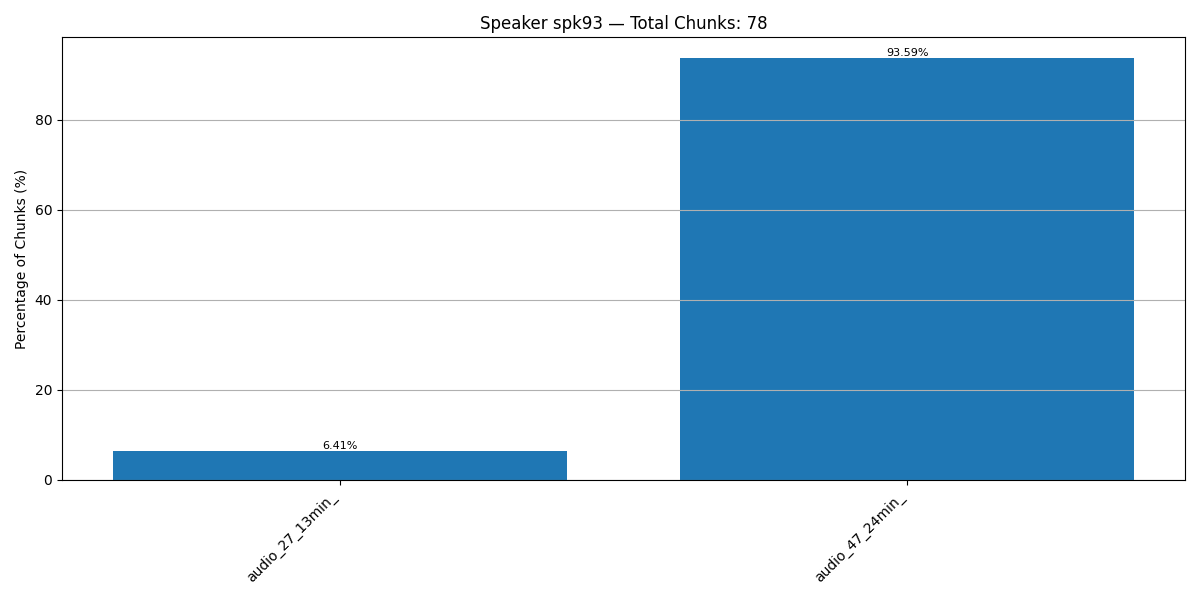 Speaker spk93 — Total Chunks: 78
Percentage of Chunks (%)
80
60
40
20
0
93.59%
6.41%
audio_27_13min_
audio_47_24min_